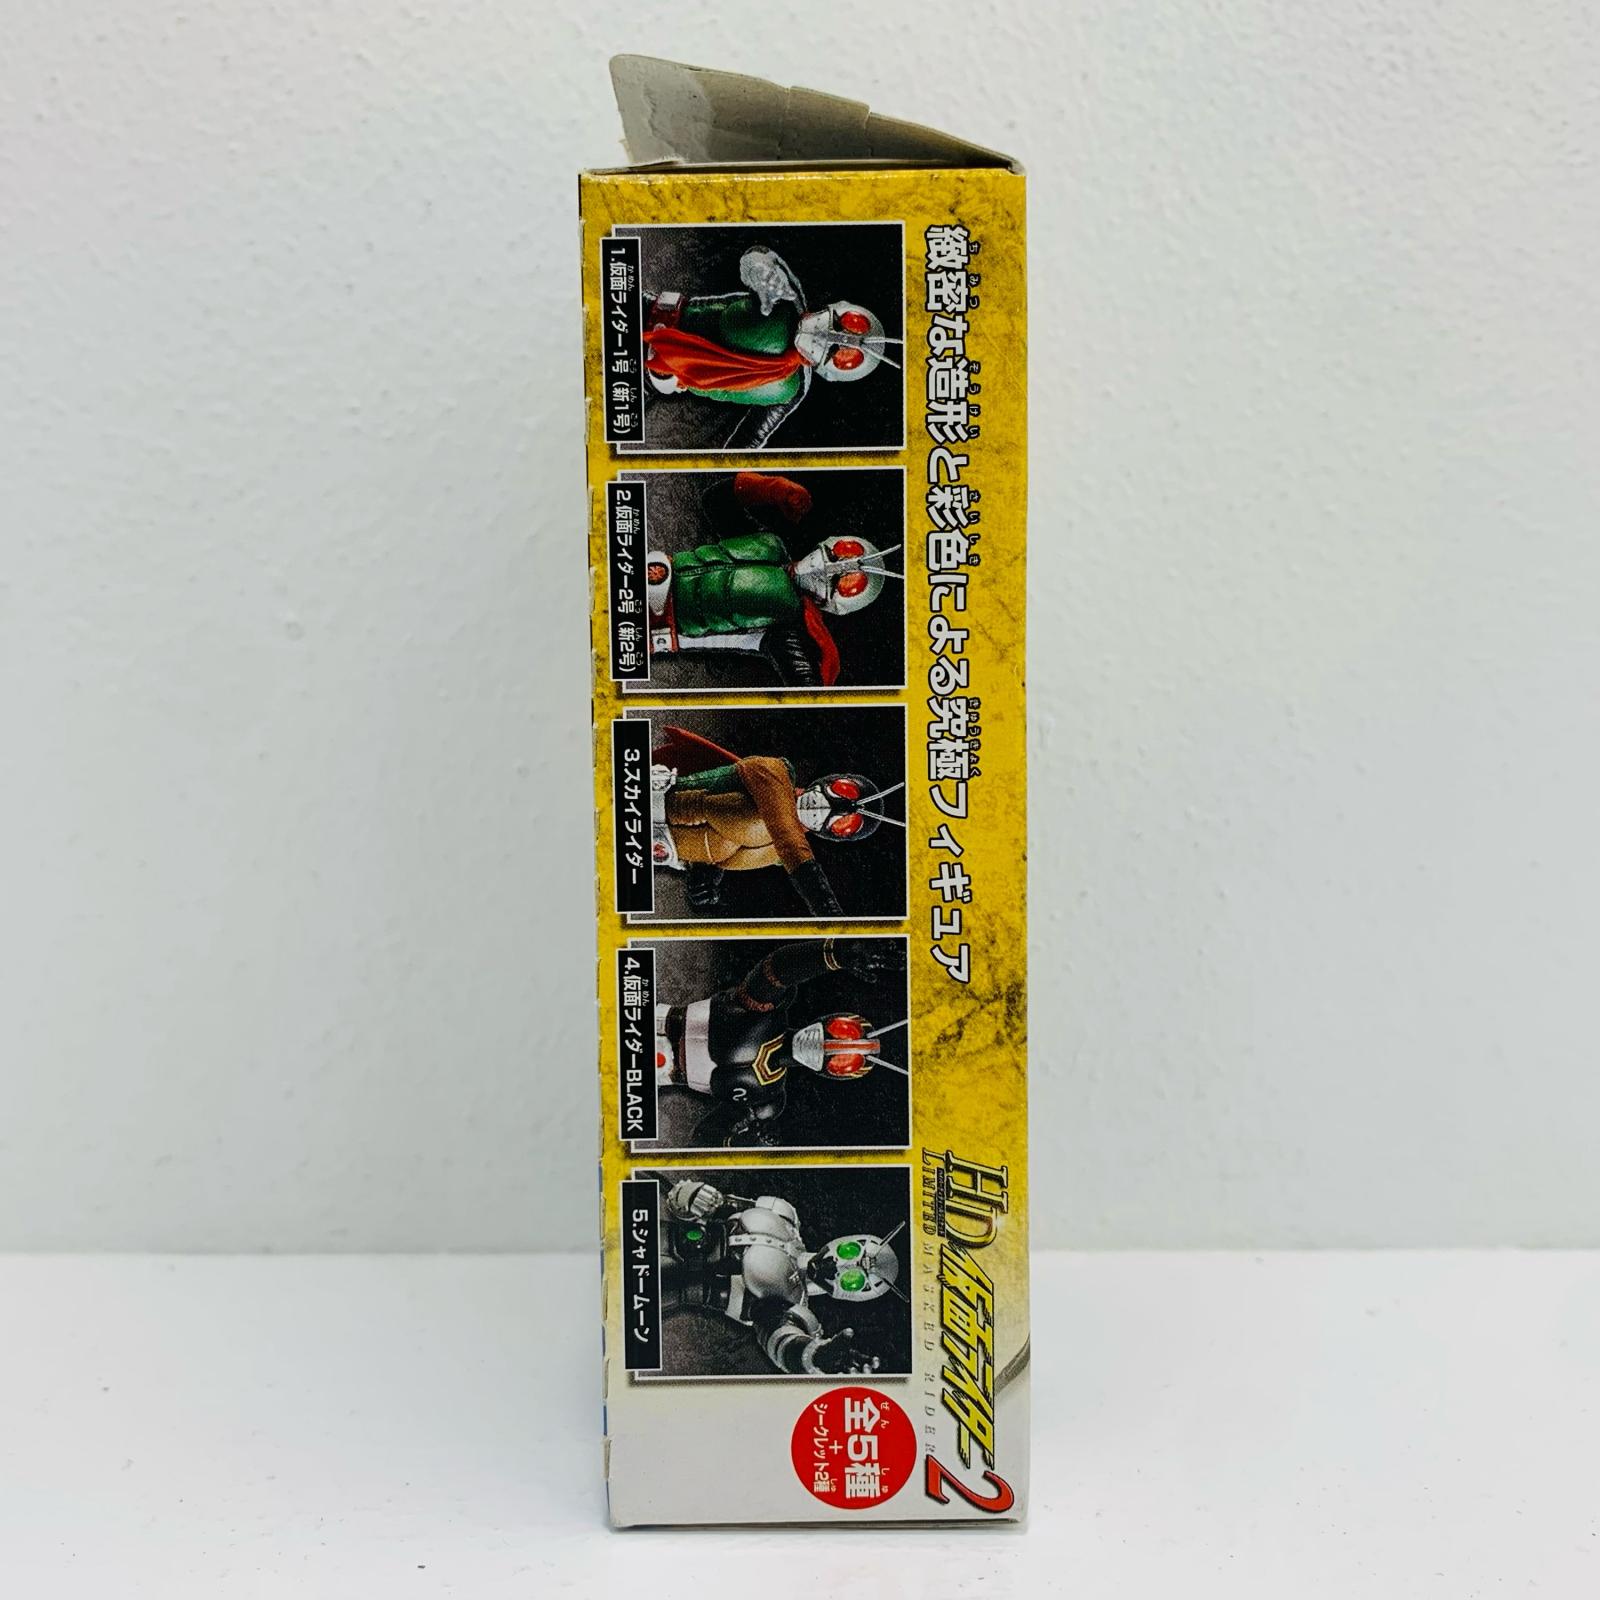 緻密な造形と彩色による究極フィギュア
1.仮面ライダー1号(新1号)
2.仮面ライダー2号(新2号)
3.スカイライダー
4.仮面ライダーBLACK
5.シャドームーン
HD 仮面ライダー2
LIMITED MASKED RIDER
全5種
+
シークレット2種